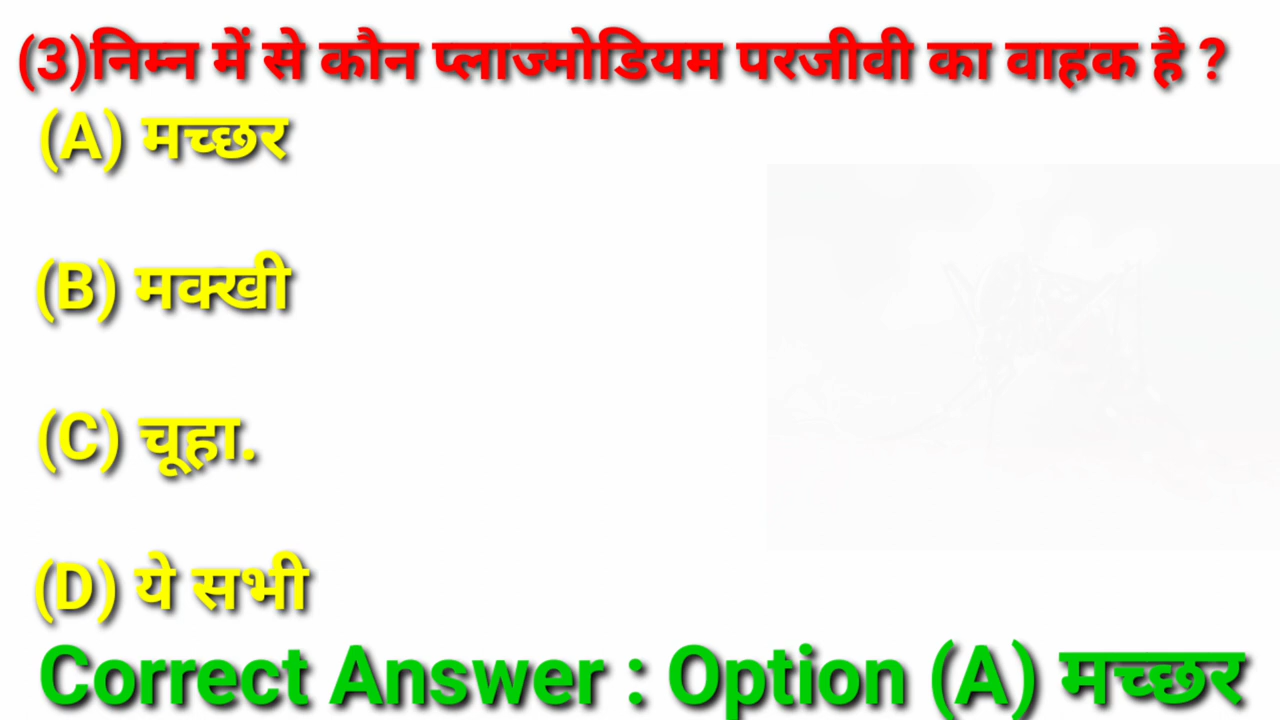 (3)निम्न में से कौन प्लाज्मोडियम परजीवी का वाहक है ?
(A) मच्छर
(B) मक्खी
(C) चूहा.
(D) ये सभी
Correct Answer : Option (A) मच्छर